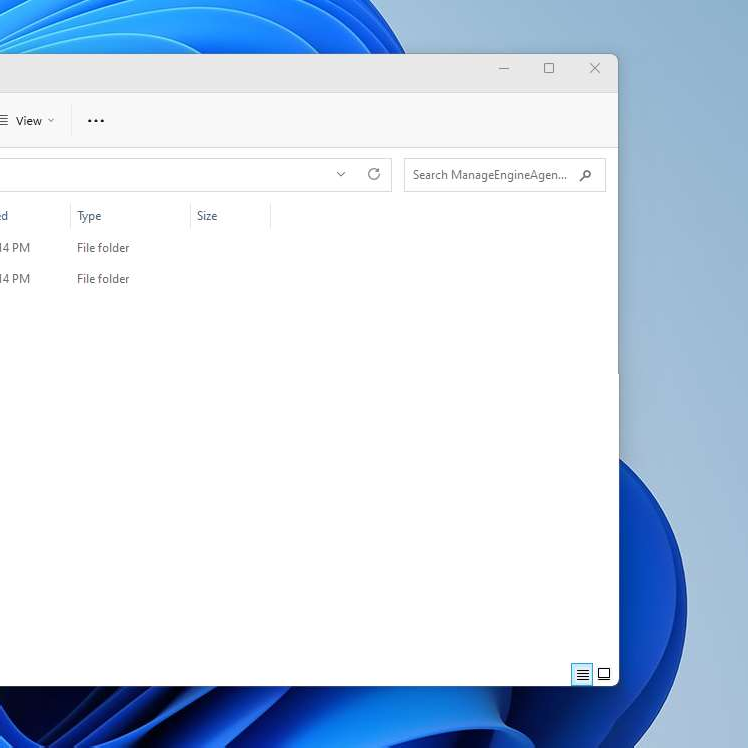 View
Search ManageEngineAgen...
ed Type Size
14 PM File folder
14 PM File folder